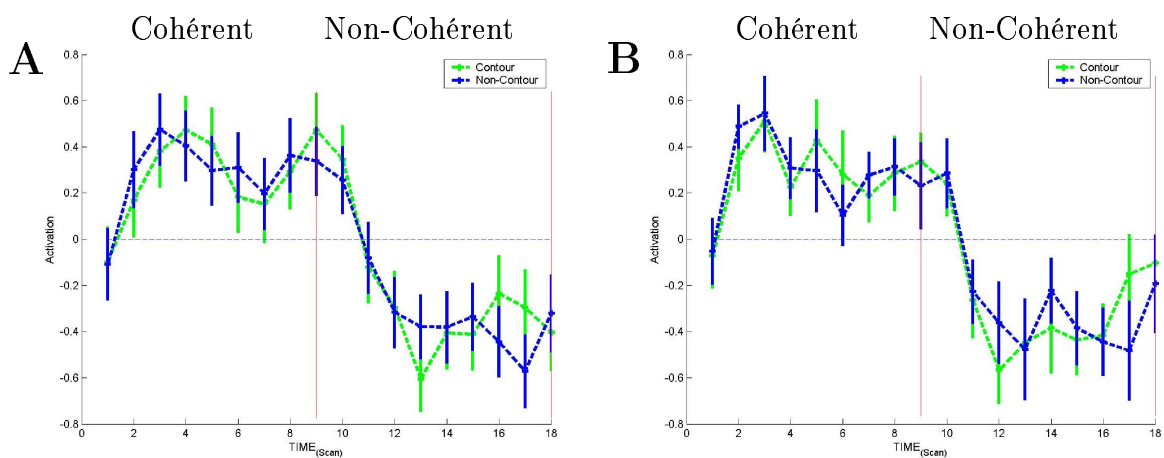 Cohérent Non-Cohérent
A
0.8
0.6
0.4
0.2
0
-0.2
-0.4
-0.6
-0.8
Activation
Contour
Non-Contour
0 2 4 6 8 10 12 14 16 18
TIME(Scan)
Cohérent Non-Cohérent
B
0.8
0.6
0.4
0.2
0
-0.2
-0.4
-0.6
-0.8
Activation
Contour
Non-Contour
0 2 4 6 8 10 12 14 16 18
TIME(Scan)